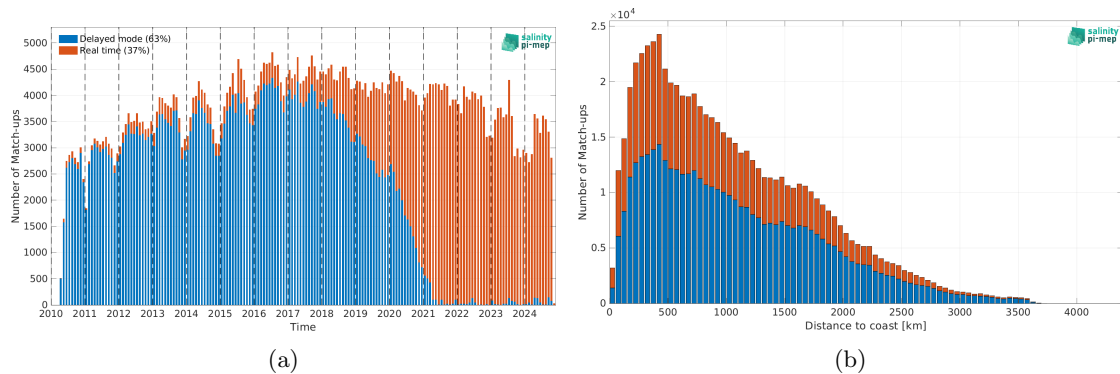 5000
4500
4000
3500
3000
2500
2000
1500
1000
500
0
Number of Match-ups
Delayed mode (63%)
Real time (37%)
salinity
pi-mep
2010 2011 2012 2013 2014 2015 2016 2017 2018 2019 2020 2021 2022 2023 2024
Time
(a)
×10⁴
2.5
2
1.5
1
0.5
0
Number of Match-ups
salinity
pi-mep
0 500 1000 1500 2000 2500 3000 3500 4000
Distance to coast [km]
(b)